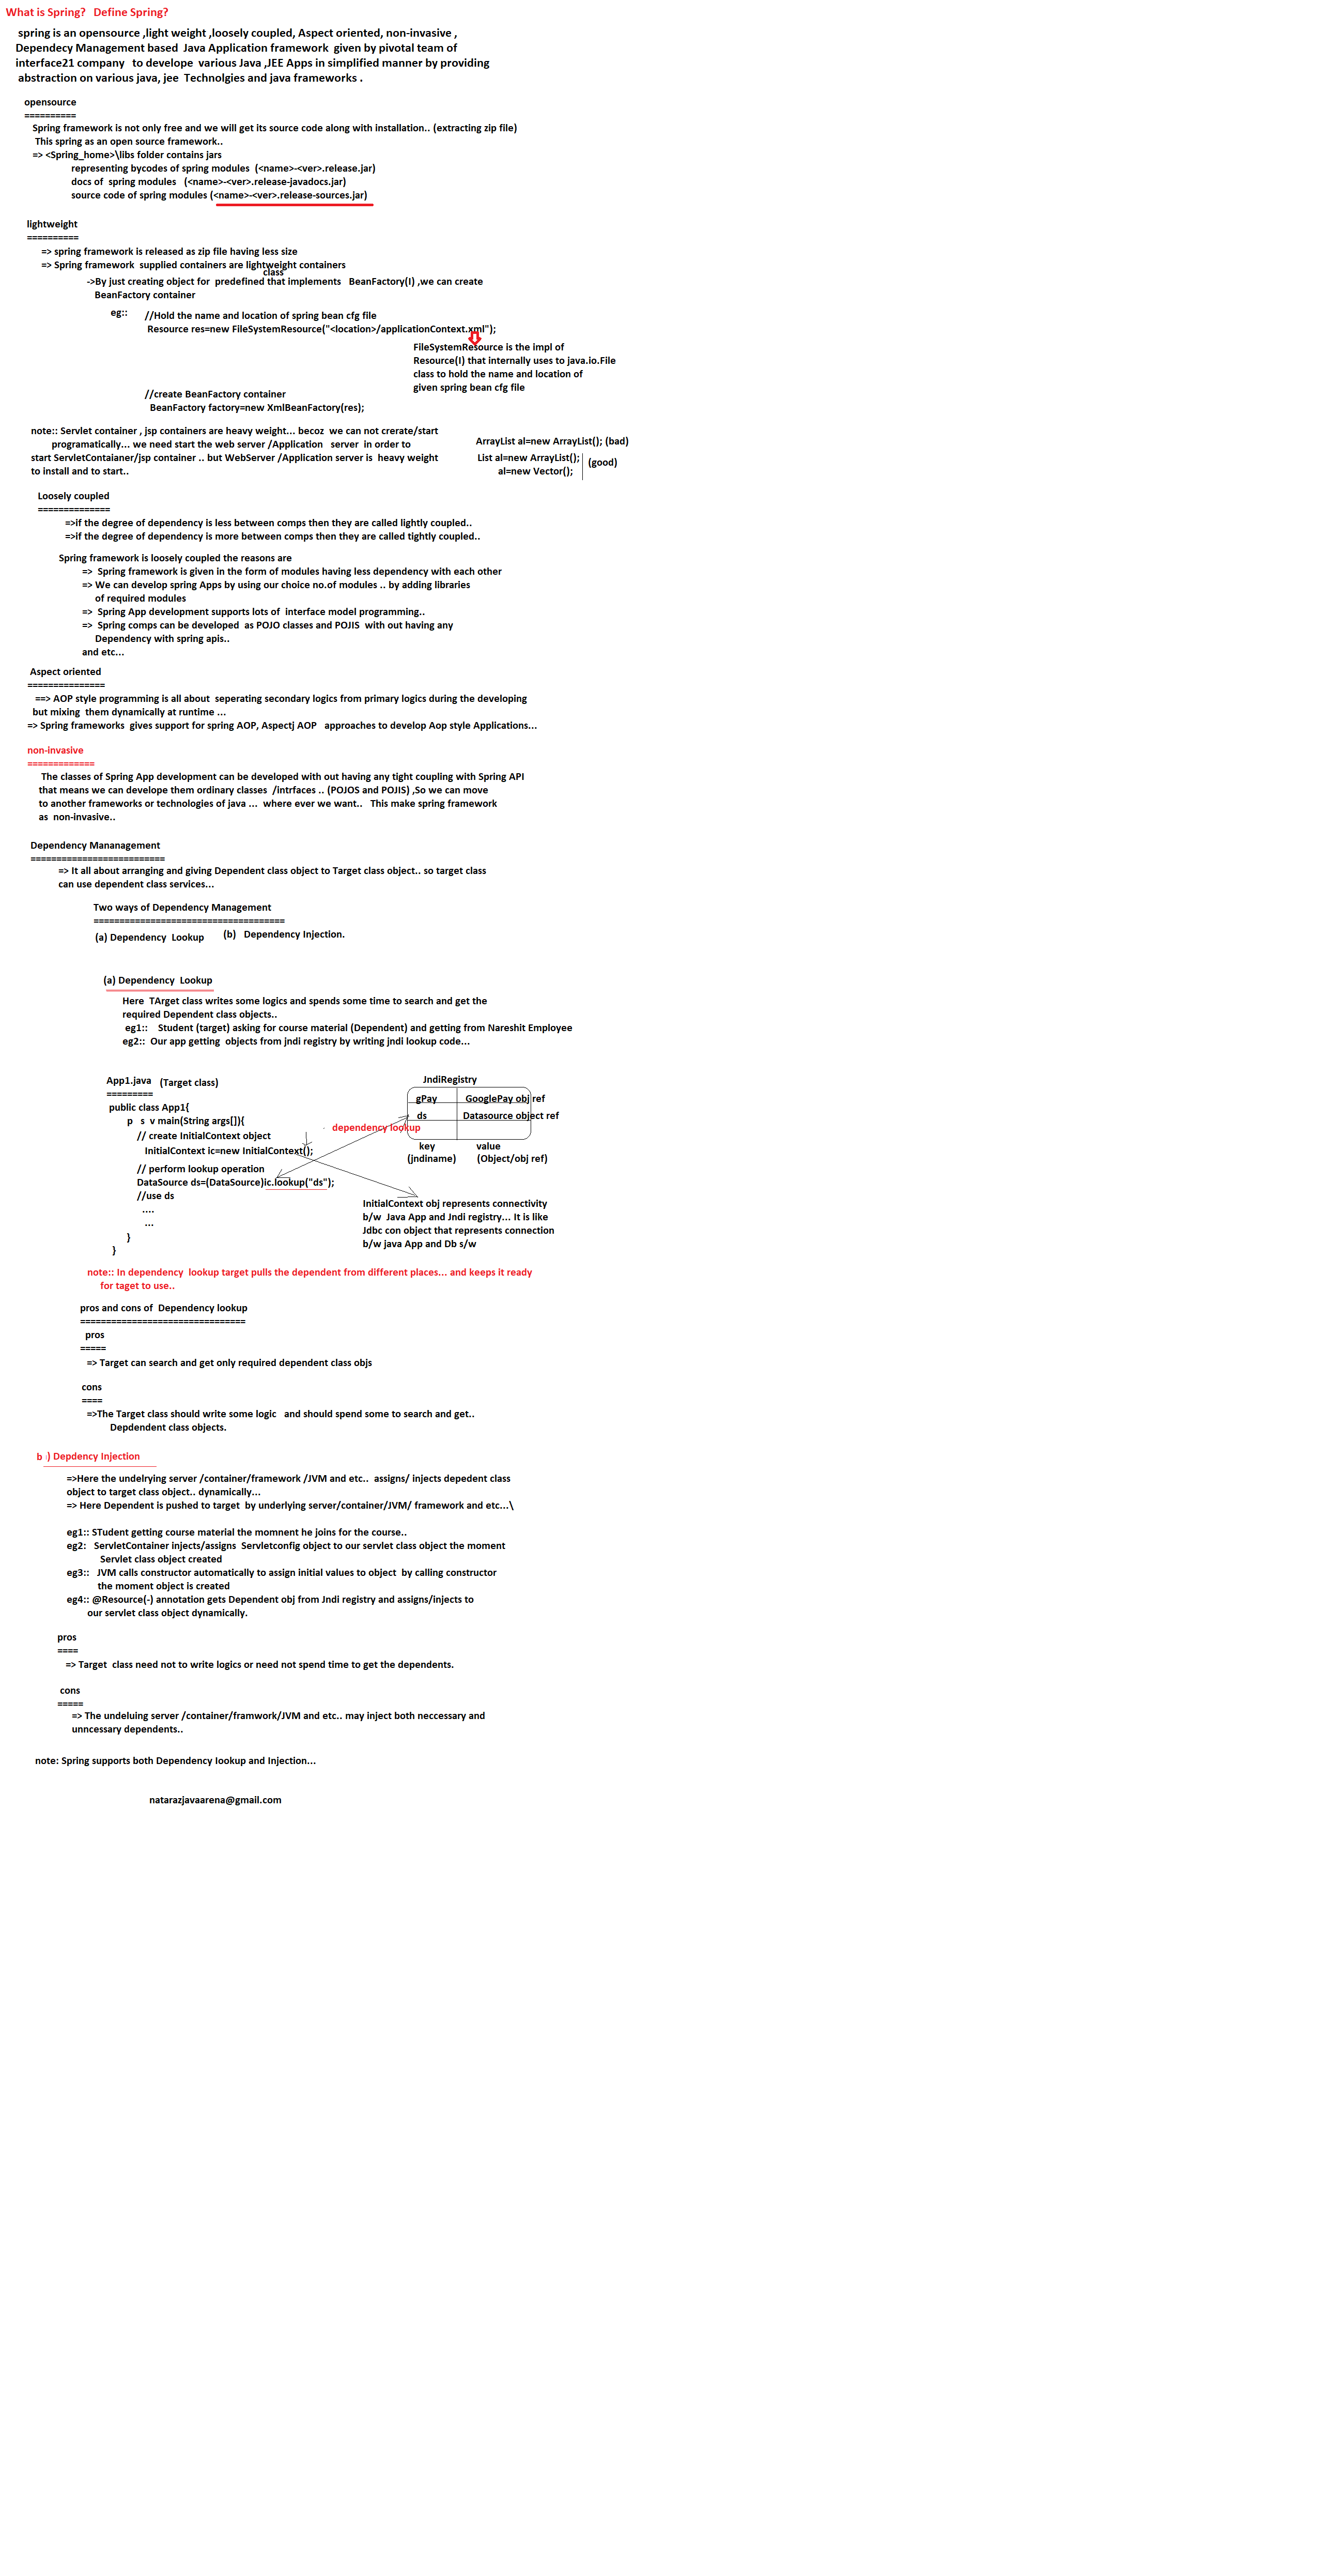 What is Spring?   Define Spring?
spring is an opensource ,light weight ,loosely coupled, Aspect oriented, non-invasive ,
Dependecy Management based  Java Application framework  given by pivotal team of
interface21 company   to develope  various Java ,JEE Apps in simplified manner by providing
abstraction on various java, jee  Technolgies and java frameworks .
opensource
==========
Spring framework is not only free and we will get its source code along with installation.. (extracting zip file)
This spring as an open source framework..
=> <Spring_home>\libs folder contains jars
representing bycodes of spring modules  (<name>-<ver>.release.jar)
docs of  spring modules   (<name>-<ver>.release-javadocs.jar)
source code of spring modules (<name>-<ver>.release-sources.jar)
lightweight
==========
=> spring framework is released as zip file having less size
=> Spring framework  supplied containers are lightweight containers
class
->By just creating object for  predefined that implements   BeanFactory(I) ,we can create
BeanFactory container
eg::
//Hold the name and location of spring bean cfg file
Resource res=new FileSystemResource("<location>/applicationContext.xml");
FileSystemResource is the impl of
Resource(I) that internally uses to java.io.File
class to hold the name and location of
given spring bean cfg file
//create BeanFactory container
BeanFactory factory=new XmlBeanFactory(res);
note:: Servlet container , jsp containers are heavy weight... becoz  we can not crerate/start
programatically... we need start the web server /Application   server  in order to
start ServletContaianer/jsp container .. but WebServer /Application server is  heavy weight
to install and to start..
ArrayList al=new ArrayList(); (bad)
List al=new ArrayList();
(good)
al=new Vector();
Loosely coupled
==============
=>if the degree of dependency is less between comps then they are called lightly coupled..
=>if the degree of dependency is more between comps then they are called tightly coupled..
Spring framework is loosely coupled the reasons are
=>  Spring framework is given in the form of modules having less dependency with each other
=> We can develop spring Apps by using our choice no.of modules .. by adding libraries
of required modules
=>  Spring App development supports lots of  interface model programming..
=>  Spring comps can be developed  as POJO classes and POJIS  with out having any
Dependency with spring apis..
and etc...
Aspect oriented
===============
==> AOP style programming is all about  seperating secondary logics from primary logics during the developing
but mixing  them dynamically at runtime ...
=> Spring frameworks  gives support for spring AOP, Aspectj AOP   approaches to develop Aop style Applications...
non-invasive
=============
The classes of Spring App development can be developed with out having any tight coupling with Spring API
that means we can develope them ordinary classes  /intrfaces .. (POJOS and POJIS) ,So we can move
to another frameworks or technologies of java ...  where ever we want..   This make spring framework
as  non-invasive..
Dependency Mananagement
==========================
=> It all about arranging and giving Dependent class object to Target class object.. so target class
can use dependent class services...
Two ways of Dependency Management
=====================================
(a) Dependency  Lookup
(b)   Dependency Injection.
(a) Dependency  Lookup
Here  TArget class writes some logics and spends some time to search and get the
required Dependent class objects..
eg1::    Student (target) asking for course material (Dependent) and getting from Nareshit Employee
eg2::  Our app getting  objects from jndi registry by writing jndi lookup code...
App1.java   (Target class)
=========
public class App1{
p   s  v main(String args[]){
// create InitialContext object
InitialContext ic=new InitialContext();
// perform lookup operation
DataSource ds=(DataSource)ic.lookup("ds");
//use ds
....
...
}
}
JndiRegistry
gPay   GooglePay obj ref
ds   Datasource object ref
dependency lookup
key   value
(jndiname)   (Object/obj ref)
InitialContext obj represents connectivity
b/w  Java App and Jndi registry... It is like
Jdbc con object that represents connection
b/w java App and Db s/w
note:: In dependency  lookup target pulls the dependent from different places... and keeps it ready
for taget to use..
pros and cons of  Dependency lookup
================================
pros
=====
=> Target can search and get only required dependent class objs
cons
====
=>The Target class should write some logic   and should spend some to search and get..
Depdendent class objects.
b ) Depdency Injection
=>Here the undelrying server /container/framework /JVM and etc..  assigns/ injects depedent class
object to target class object.. dynamically...
=> Here Dependent is pushed to target  by underlying server/container/JVM/ framework and etc...\
eg1:: STudent getting course material the momnent he joins for the course..
eg2:   ServletContainer injects/assigns  Servletconfig object to our servlet class object the moment
Servlet class object created
eg3::   JVM calls constructor automatically to assign initial values to object  by calling constructor
the moment object is created
eg4:: @Resource(-) annotation gets Dependent obj from Jndi registry and assigns/injects to
our servlet class object dynamically.
pros
====
=> Target  class need not to write logics or need not spend time to get the dependents.
cons
=====
=> The undeluing server /container/framwork/JVM and etc.. may inject both neccessary and
unncessary dependents..
note: Spring supports both Dependency lookup and Injection...
natarazjavaarena@gmail.com